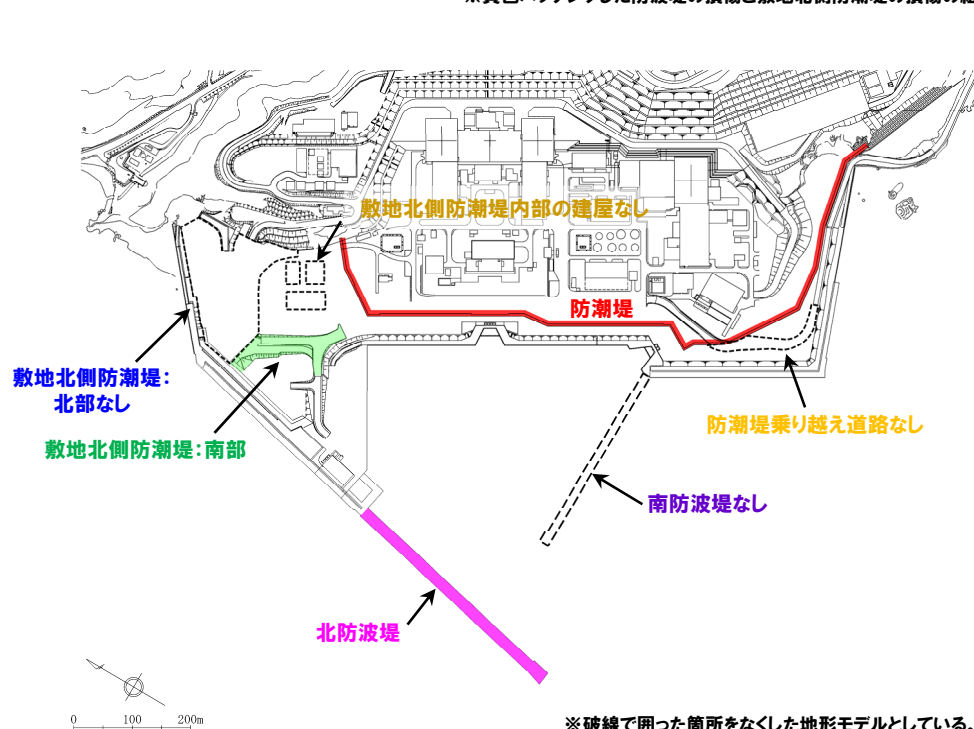 敷地北側防潮堤内部の建屋なし
防潮堤
敷地北側防潮堤：
北部なし
敷地北側防潮堤：南部
防潮堤乗り越え道路なし
南防波堤なし
北防波堤
0 100 200m
※破線で囲った箇所をなくした地形モデルとしている。